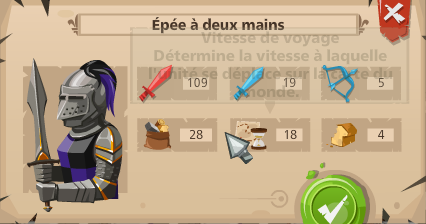 Épée à deux mains
Vitesse de voyage
Détermine la vitesse à laquelle
l'unité se déplace sur la carte du
monde.
109 19 5
28 18 4